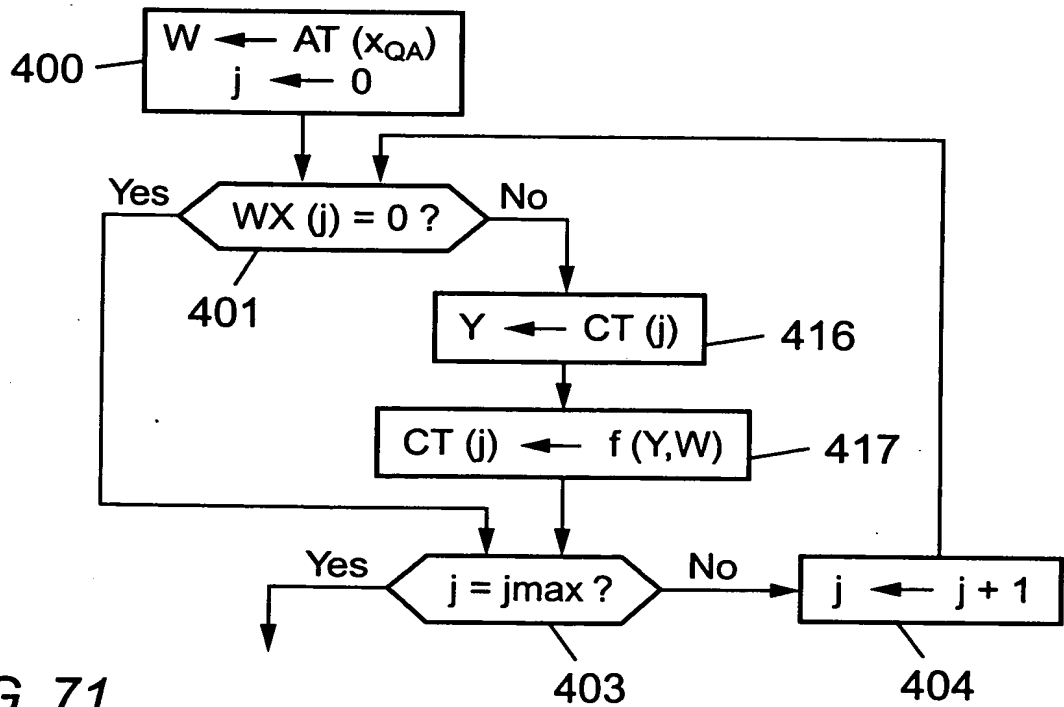 W ← AT (xQA)
j ← 0
400
Yes
WX (j) = 0 ?
No
401
Y ← CT (j)
416
CT (j) ← f (Y,W)
417
Yes
j = jmax ?
No
j ← j + 1
403
404
71